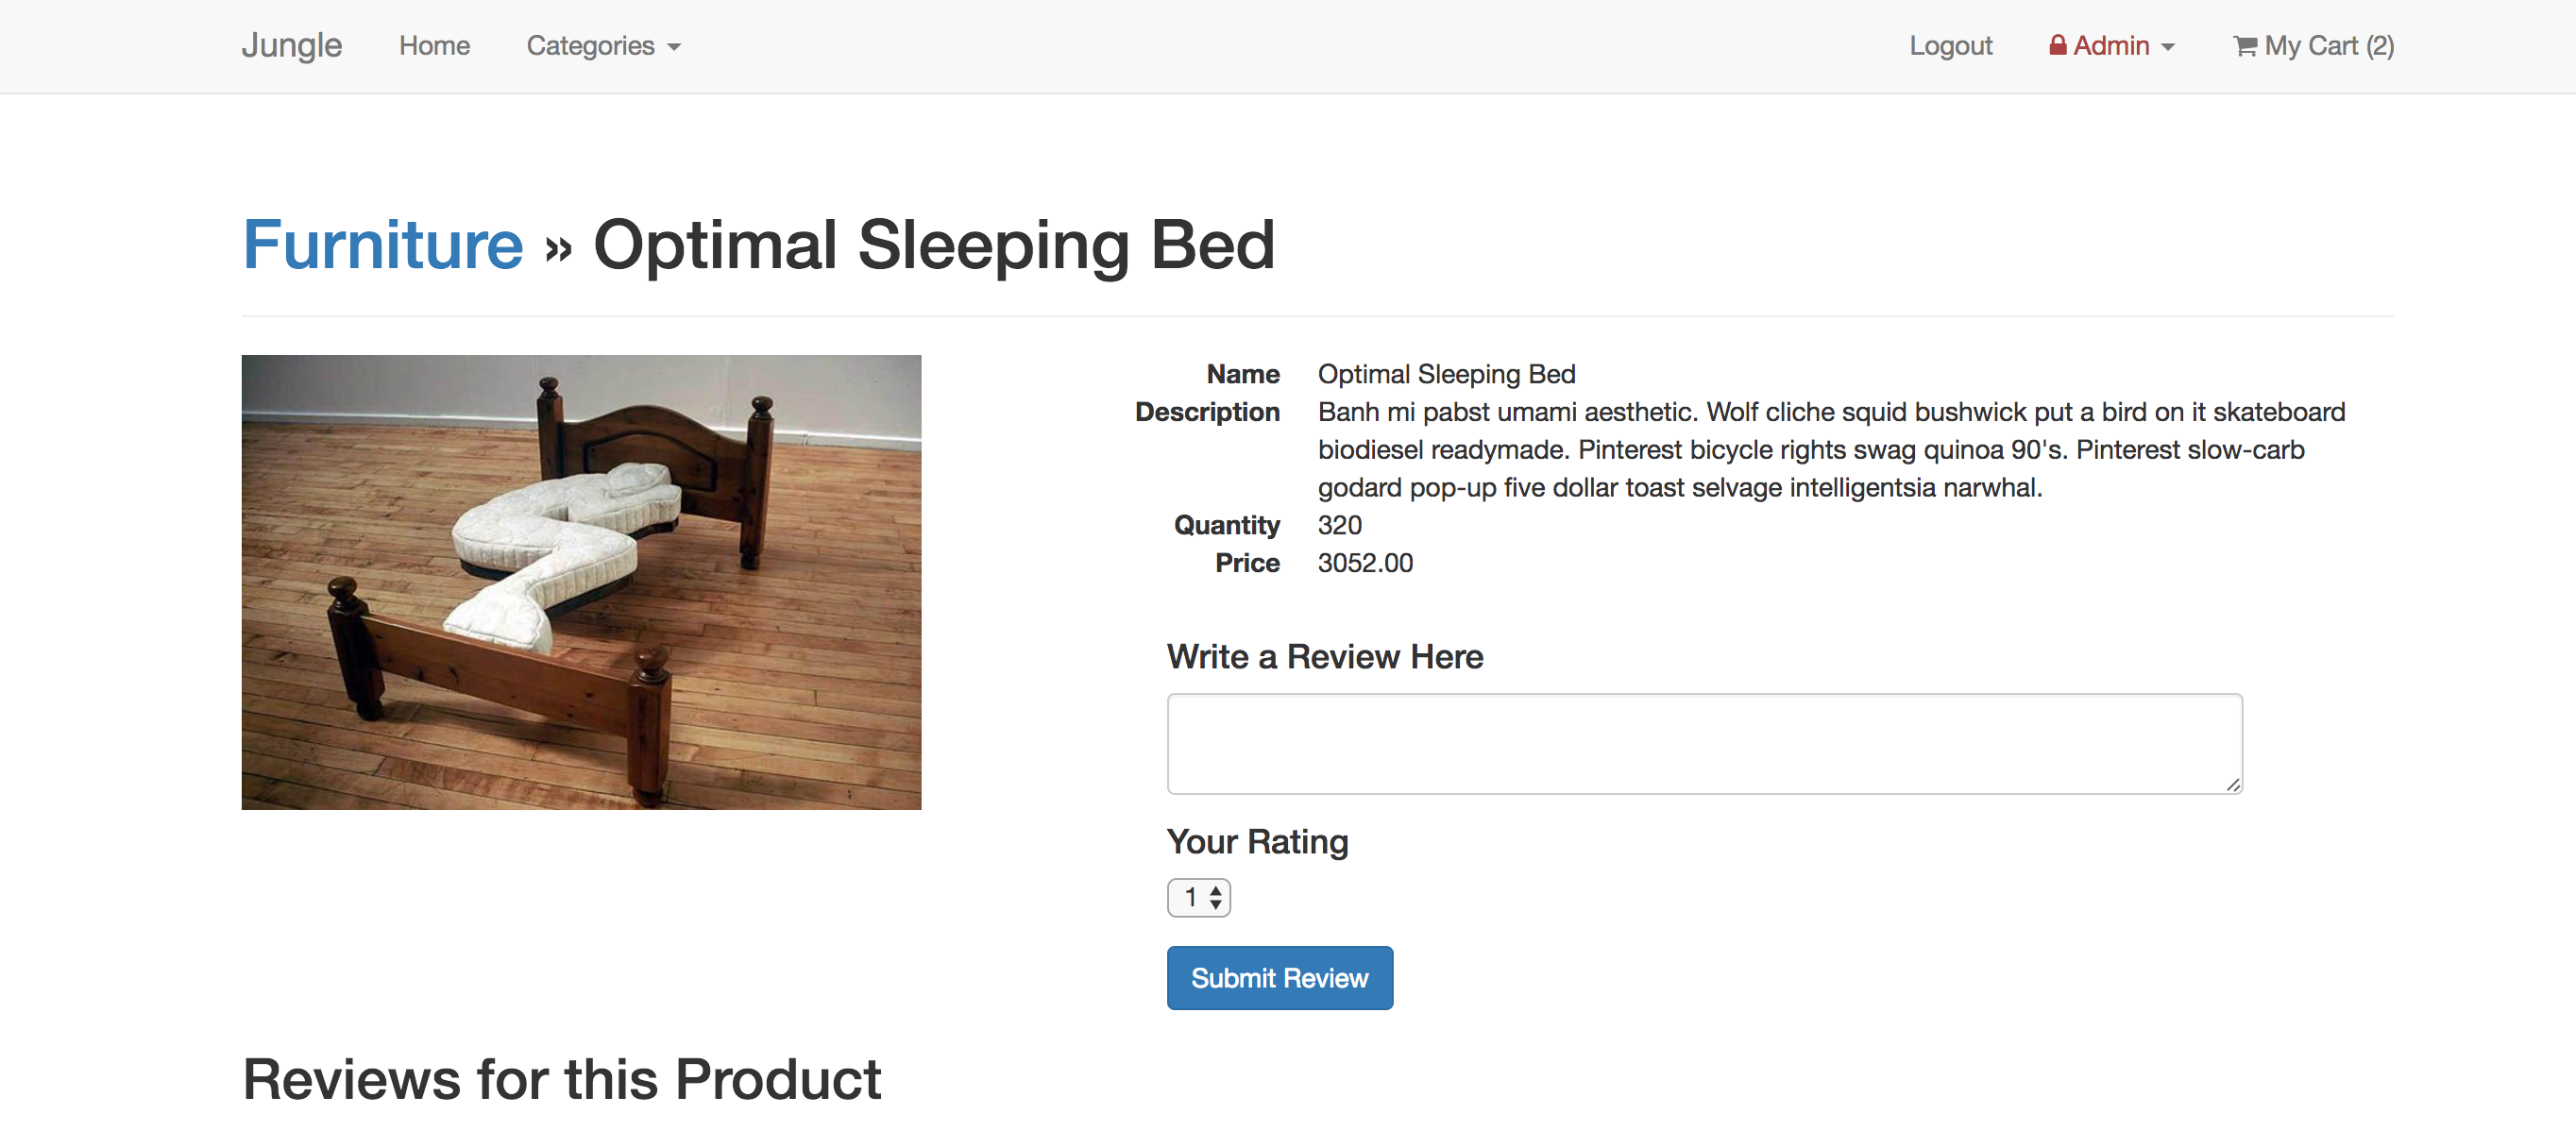 Jungle Home Categories Logout Admin My Cart (2)
Furniture » Optimal Sleeping Bed
Name Optimal Sleeping Bed
Description Banh mi pabst umami aesthetic. Wolf cliche squid bushwick put a bird on it skateboard
biodiesel readymade. Pinterest bicycle rights swag quinoa 90's. Pinterest slow-carb
godard pop-up five dollar toast selvage intelligentsia narwhal.
Quantity 320
Price 3052.00
Write a Review Here
Your Rating
1
Submit Review
Reviews for this Product